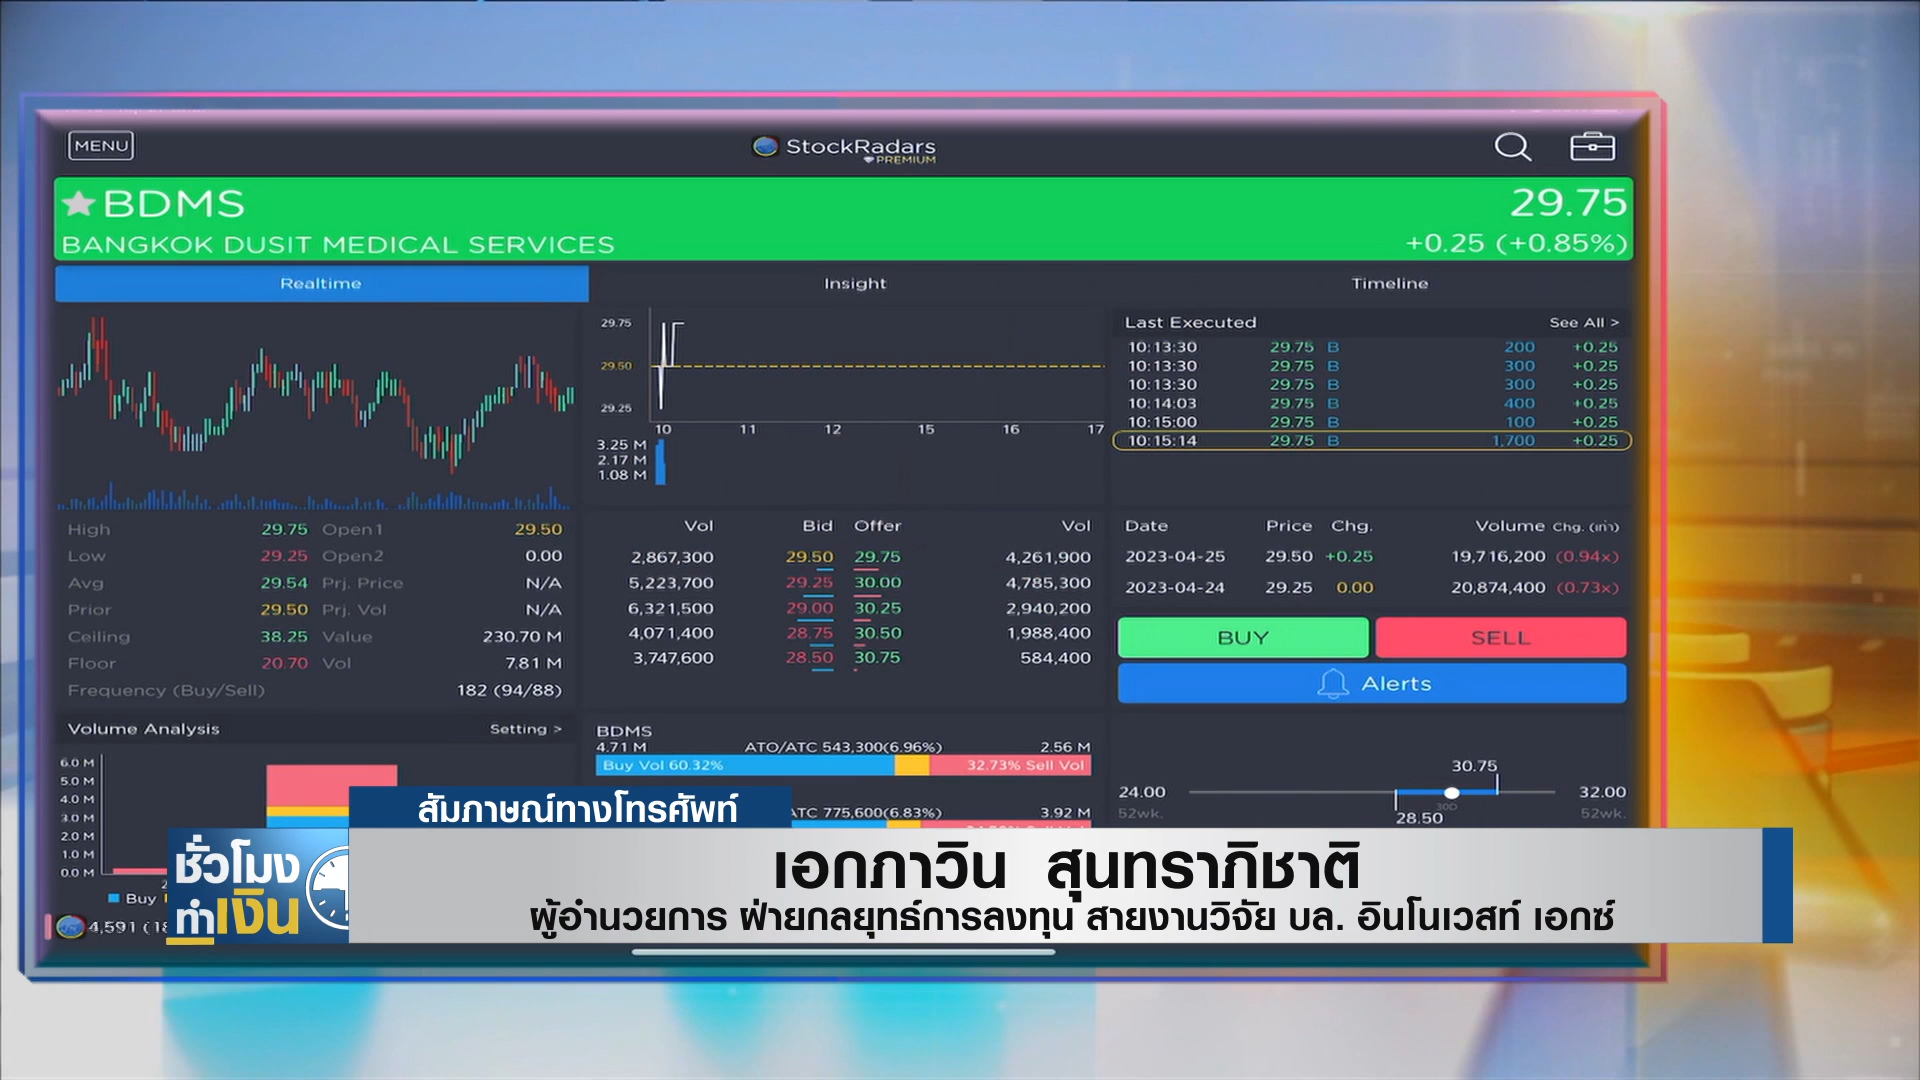 MENU
StockRadars
PREMIUM
BDMS
29.75
BANGKOK DUSIT MEDICAL SERVICES
+0.25 (+0.85%)
Realtime Insight Timeline
29.75
29.50
29.25
10 11 12 15 16 17
3.25 M
2.17 M
1.08 M
Last Executed See All >
10:13:30 29.75 B 200 +0.25
10:13:30 29.75 B 300 +0.25
10:13:30 29.75 B 300 +0.25
10:14:03 29.75 B 400 +0.25
10:15:00 29.75 B 100 +0.25
10:15:14 29.75 B 1,700 +0.25
High 29.75 Open1 29.50
Low 29.25 Open2 0.00
Avg 29.54 Prj. Price N/A
Prior 29.50 Prj. Vol N/A
Ceiling 38.25 Value 230.70 M
Floor 20.70 Vol 7.81 M
Frequency (Buy/Sell) 182 (94/88)
Vol Bid Offer Vol
2,867,300 29.50 29.75 4,261,900
5,223,700 29.25 30.00 4,785,300
6,321,500 29.00 30.25 2,940,200
4,071,400 28.75 30.50 1,988,400
3,747,600 28.50 30.75 584,400
Date Price Chg. Volume Chg. (เท่า)
2023-04-25 29.50 +0.25 19,716,200 (0.94x)
2023-04-24 29.25 0.00 20,874,400 (0.73x)
BUY SELL
Alerts
Volume Analysis Setting >
6.0 M
5.0 M
4.0 M
3.0 M
2.0 M
1.0 M
0.0 M
Buy
BDMS
4.71 M ATO/ATC 543,300(6.96%) 2.56 M
Buy Vol 60.32% 32.73% Sell Vol
ATC 775,600(6.83%) 3.92 M
30.75
24.00 32.00
52wk. 30D 52wk.
28.50
4,591 (18
สัมภาษณ์ทางโทรศัพท์
ชั่วโมง
ทำเงิน
เอกภาวิน สุนทราภิชาติ
ผู้อำนวยการ ฝ่ายกลยุทธ์การลงทุน สายงานวิจัย บล. อินโนเวสท์ เอกซ์